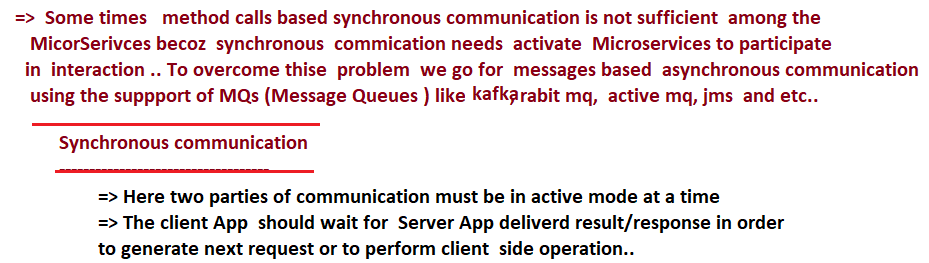 => Some times method calls based synchronous communication is not sufficient among the
MicorSerivces becoz synchronous commication needs activate Microservices to participate
in interaction .. To overcome thise problem we go for messages based asynchronous communication
using the suppport of MQs (Message Queues ) like kafka,rabit mq, active mq, jms and etc..
Synchronous communication
-----------------------------------
=> Here two parties of communication must be in active mode at a time
=> The client App should wait for Server App deliverd result/response in order
to generate next request or to perform client side operation..